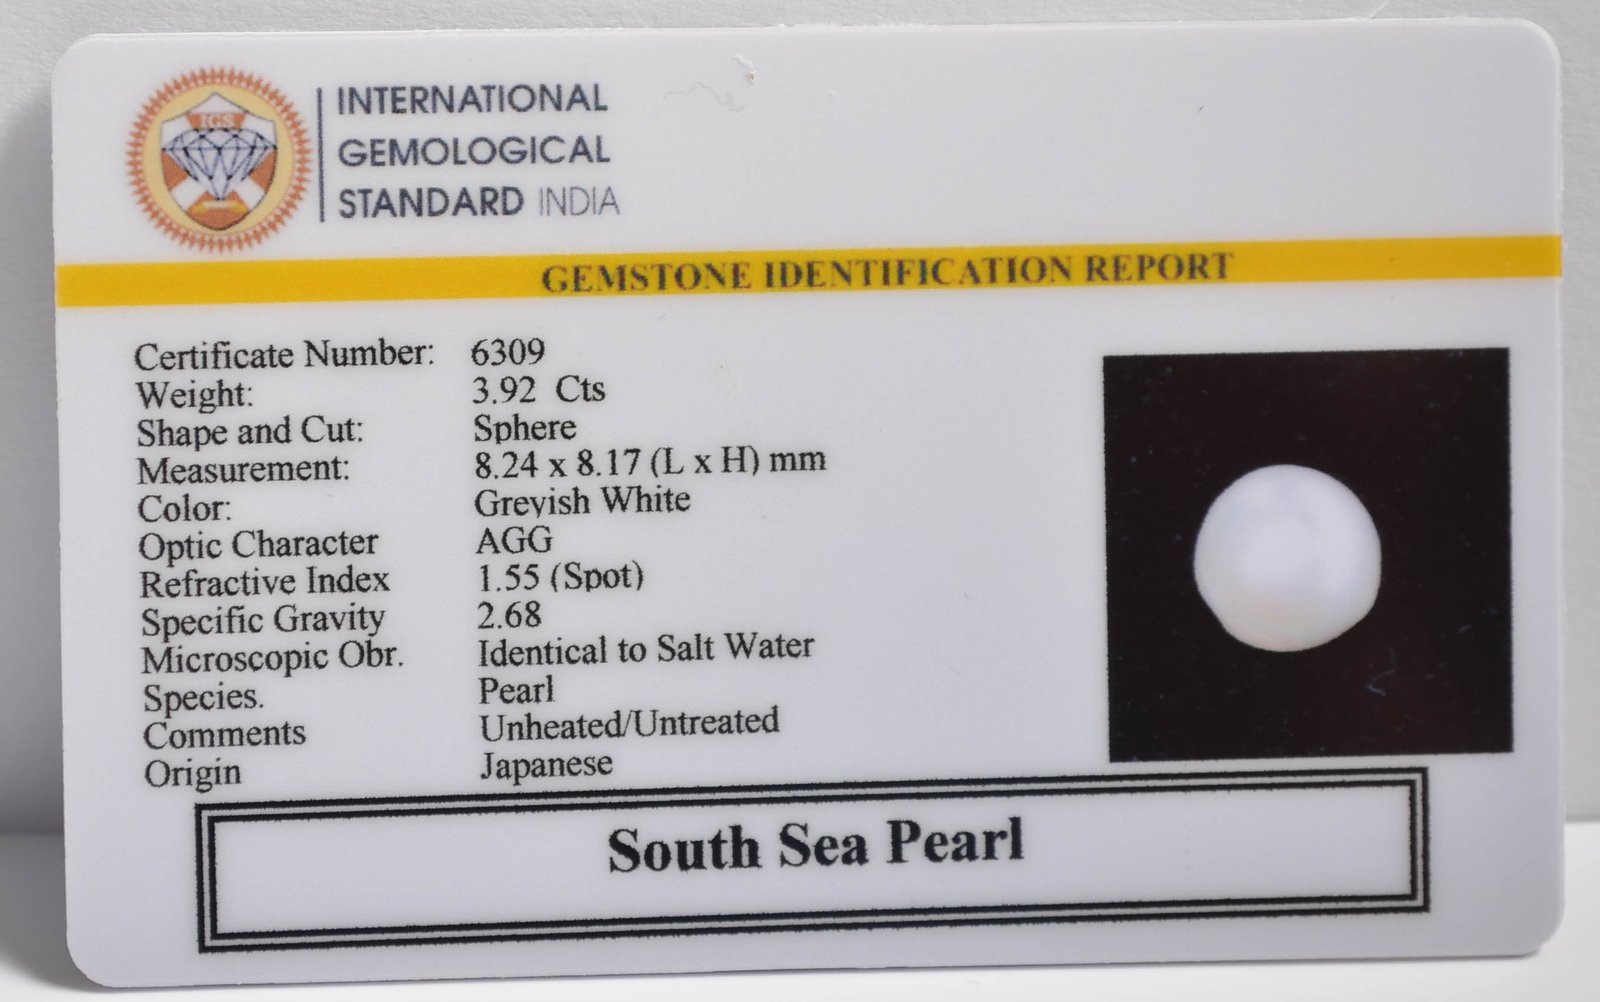 IGS
INTERNATIONAL
GEMOLOGICAL
STANDARD INDIA
GEMSTONE IDENTIFICATION REPORT
Certificate Number: 6309
Weight: 3.92 Cts
Shape and Cut: Sphere
Measurement: 8.24 x 8.17 (L x H) mm
Color: Greyish White
Optic Character AGG
Refractive Index 1.55 (Spot)
Specific Gravity 2.68
Microscopic Obr. Identical to Salt Water
Species. Pearl
Comments Unheated/Untreated
Origin Japanese
South Sea Pearl